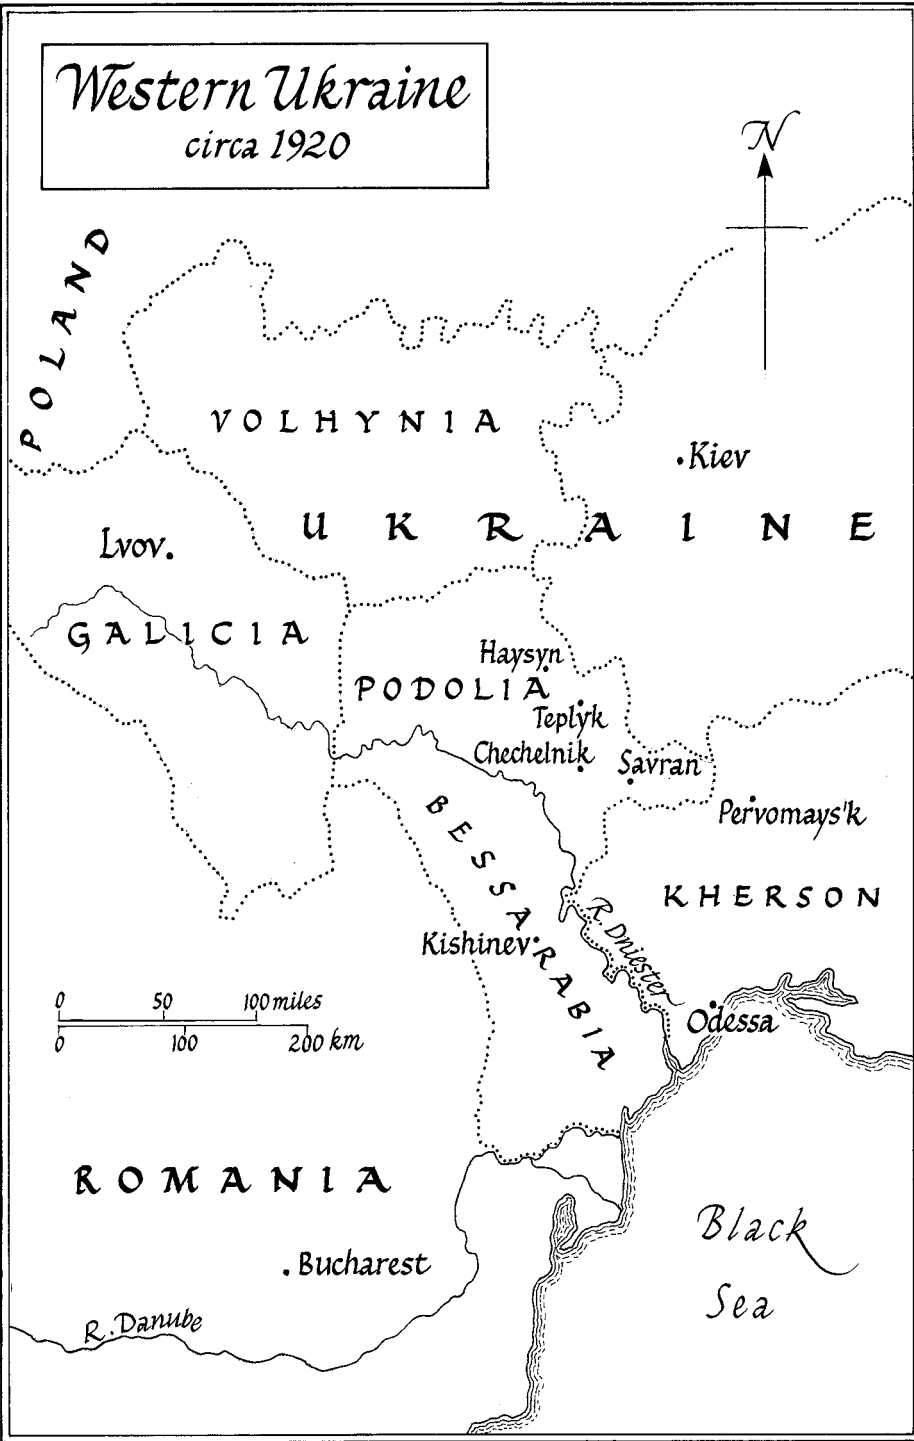 Western Ukraine
circa 1920
N
POLAND
VOLHYNIA
.Kiev
UKRAINE
Lvov.
GALICIA
Haysyn
PODOLIA
Teplyk
Chechelnik
Savran
Pervomays'k
BESSARABIA
KHERSON
R. Dniester
Kishinev
0 50 100 miles
0 100 200 km
Odessa
ROMANIA
Black
Sea
.Bucharest
R. Danube